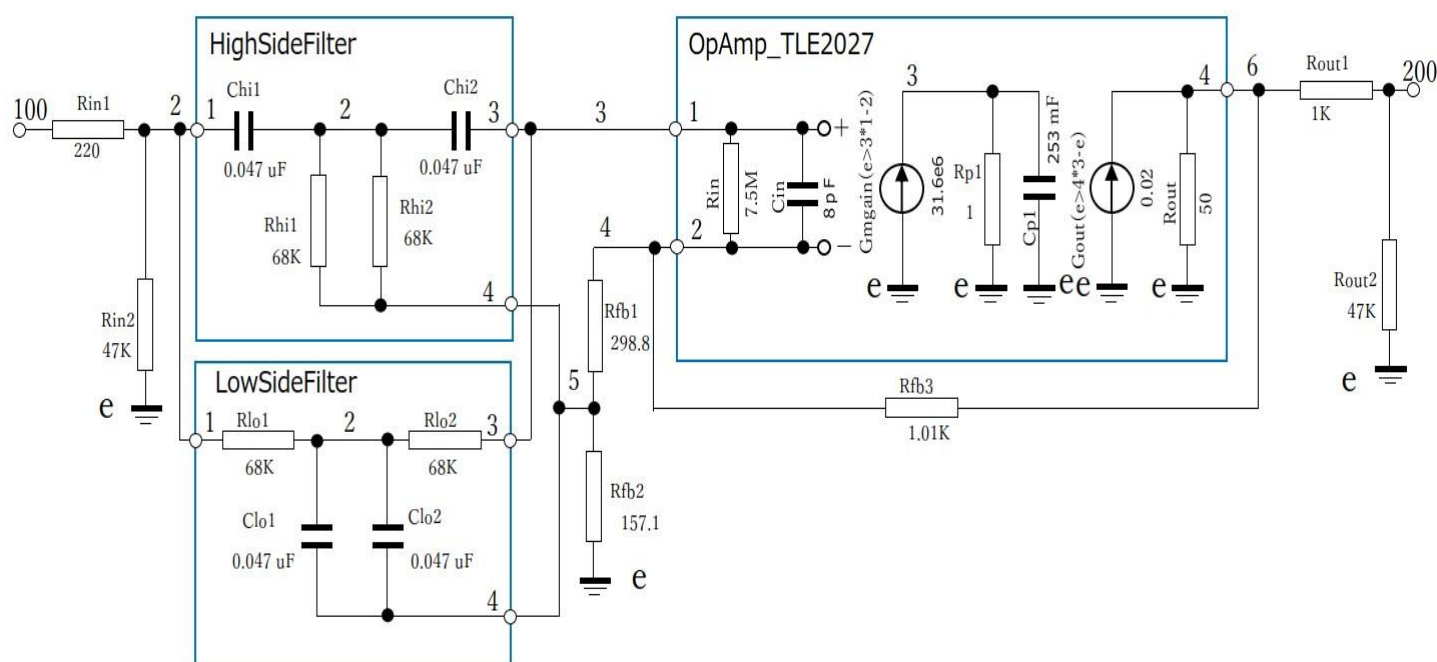 HighSideFilter
OpAmp_TLE2027
100
Rin1
220
2
1
Chi1
0.047 uF
2
Chi2
0.047 uF
3
3
1
Rhi1
68K
Rhi2
68K
4
Rin2
47K
e
Rin
7.5M
Cin
8pF
+
−
2
4
Gmgain(e>3*1-2)
31.6e6
e
3
Rp1
1
e
Cp1
253 mF
e
Gout(e>4*3-e)
0.02
e
Rout
50
e
4
6
Rout1
1K
200
Rout2
47K
e
Rfb1
298.8
5
Rfb2
157.1
e
Rfb3
1.01K
LowSideFilter
1
Rlo1
68K
2
Rlo2
68K
3
Clo1
0.047 uF
Clo2
0.047 uF
4